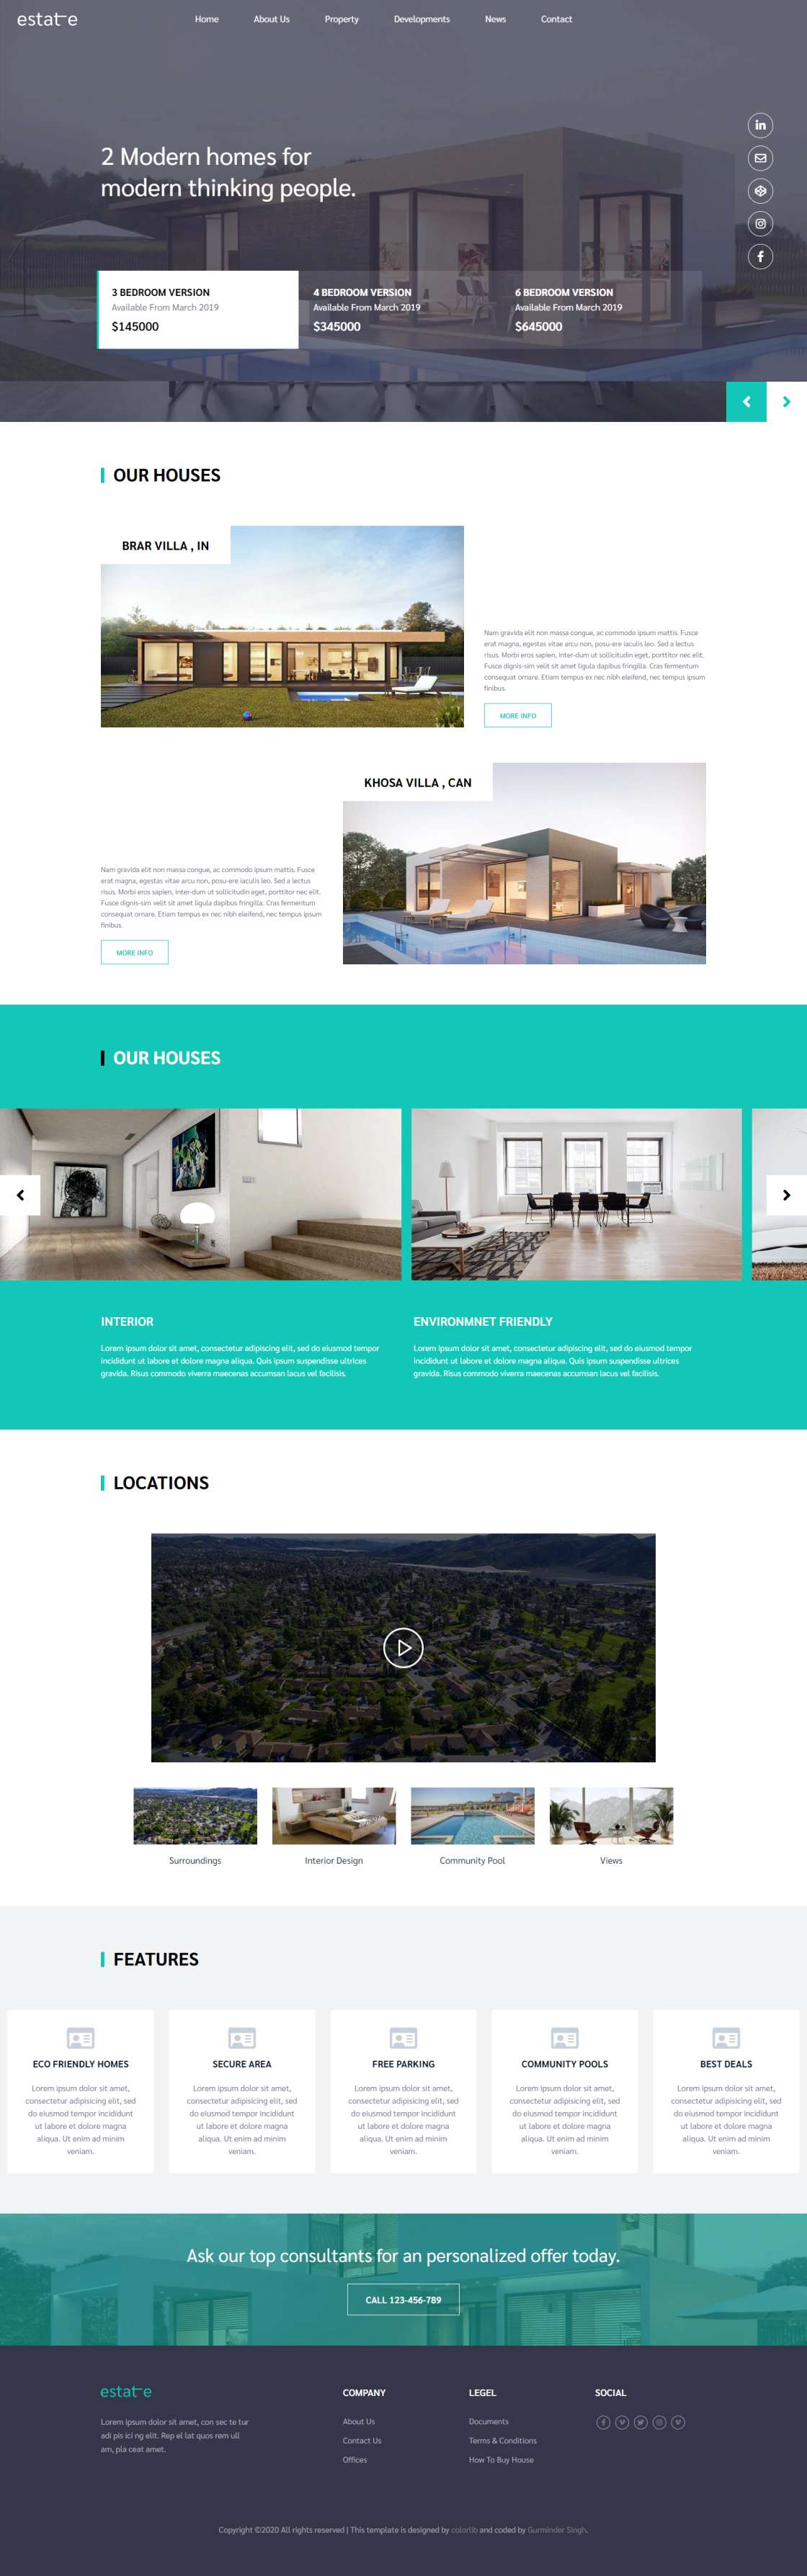 estate
Home About Us Property Developments News Contact
2 Modern homes for
modern thinking people.
3 BEDROOM VERSION
Available From March 2019
$145000
4 BEDROOM VERSION
Available From March 2019
$345000
6 BEDROOM VERSION
Available From March 2019
$645000
OUR HOUSES
BRAR VILLA , IN
Nam gravida elit non massa congue, ac commodo ipsum mattis. Fusce
erat magna, egestas vitae arcu non, posu-ere iaculis leo. Sed a lectus
risus. Morbi eros sapien, inter-dum ut sollicitudin eget, porttitor nec elit.
Fusce dignis-sim velit sit amet ligula dapibus fringilla. Cras fermentum
consequat ornare. Etiam tempus ex nec nibh eleifend, nec tempus ipsum
finibus.
MORE INFO
KHOSA VILLA , CAN
Nam gravida elit non massa congue, ac commodo ipsum mattis. Fusce
erat magna, egestas vitae arcu non, posu-ere iaculis leo. Sed a lectus
risus. Morbi eros sapien, inter-dum ut sollicitudin eget, porttitor nec elit.
Fusce dignis-sim velit sit amet ligula dapibus fringilla. Cras fermentum
consequat ornare. Etiam tempus ex nec nibh eleifend, nec tempus ipsum
finibus.
MORE INFO
OUR HOUSES
INTERIOR
Lorem ipsum dolor sit amet, consectetur adipiscing elit, sed do eiusmod tempor
incididunt ut labore et dolore magna aliqua. Quis ipsum suspendisse ultrices
gravida. Risus commodo viverra maecenas accumsan lacus vel facilisis.
ENVIRONMNET FRIENDLY
Lorem ipsum dolor sit amet, consectetur adipiscing elit, sed do eiusmod tempor
incididunt ut labore et dolore magna aliqua. Quis ipsum suspendisse ultrices
gravida. Risus commodo viverra maecenas accumsan lacus vel facilisis.
LOCATIONS
Surroundings
Interior Design
Community Pool
Views
FEATURES
ECO FRIENDLY HOMES
Lorem ipsum dolor sit amet,
consectetur adipisicing elit, sed
do eiusmod tempor incididunt
ut labore et dolore magna
aliqua. Ut enim ad minim
veniam.
SECURE AREA
Lorem ipsum dolor sit amet,
consectetur adipisicing elit, sed
do eiusmod tempor incididunt
ut labore et dolore magna
aliqua. Ut enim ad minim
veniam.
FREE PARKING
Lorem ipsum dolor sit amet,
consectetur adipisicing elit, sed
do eiusmod tempor incididunt
ut labore et dolore magna
aliqua. Ut enim ad minim
veniam.
COMMUNITY POOLS
Lorem ipsum dolor sit amet,
consectetur adipisicing elit, sed
do eiusmod tempor incididunt
ut labore et dolore magna
aliqua. Ut enim ad minim
veniam.
BEST DEALS
Lorem ipsum dolor sit amet,
consectetur adipisicing elit, sed
do eiusmod tempor incididunt
ut labore et dolore magna
aliqua. Ut enim ad minim
veniam.
Ask our top consultants for an personalized offer today.
CALL 123-456-789
estate
Lorem ipsum dolor sit amet, con sec te tur
adi pis ici ng elit. Rep el lat quos rem ull
am, pla ceat amet.
COMPANY
About Us
Contact Us
Offices
LEGEL
Documents
Terms & Conditions
How To Buy House
SOCIAL
Copyright ©2020 All rights reserved | This template is designed by colorlib and coded by Gurminder Singh.